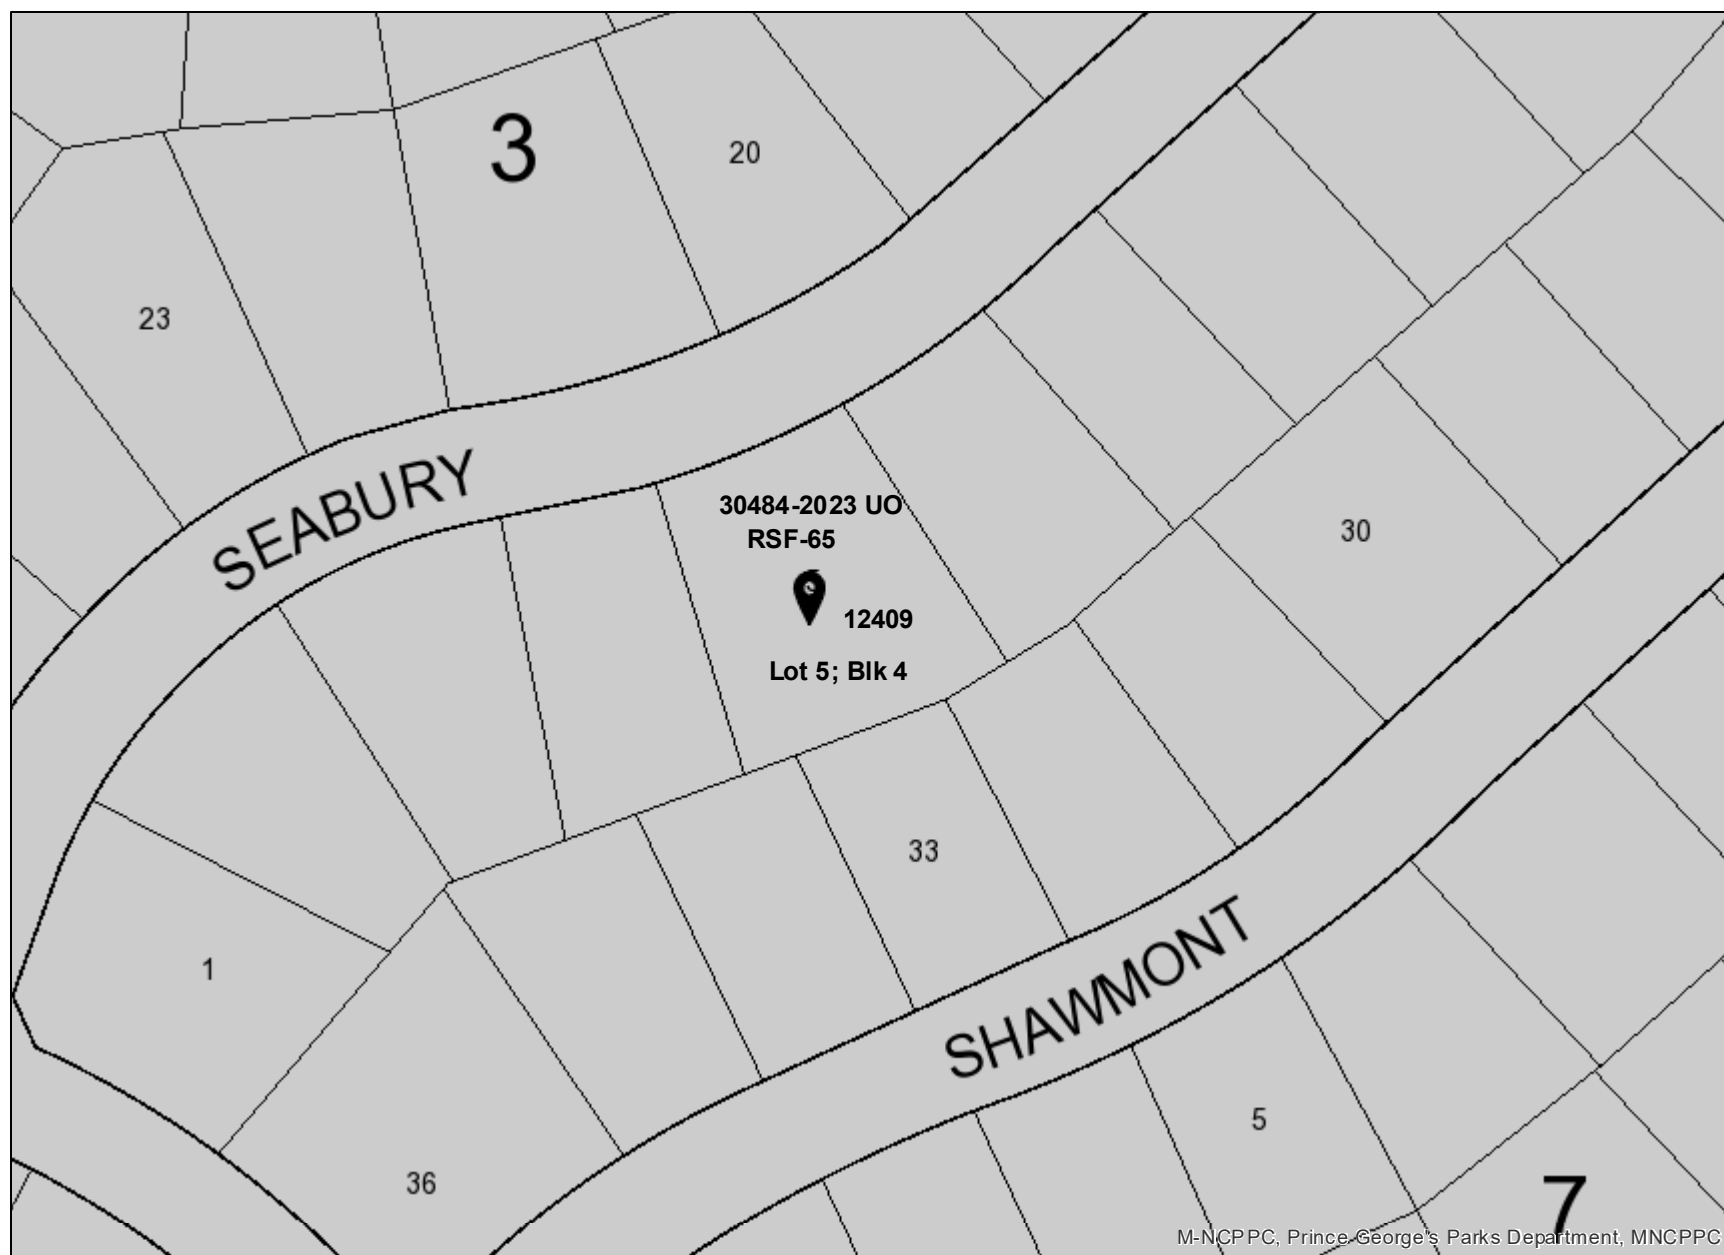 3
20
23
SEABURY
30484-2023 UO
RSF-65
30
12409
Lot 5; Blk 4
33
1
SHAWMONT
5
36
7
M-NCPPC, Prince George's Parks Department, MNCPPC